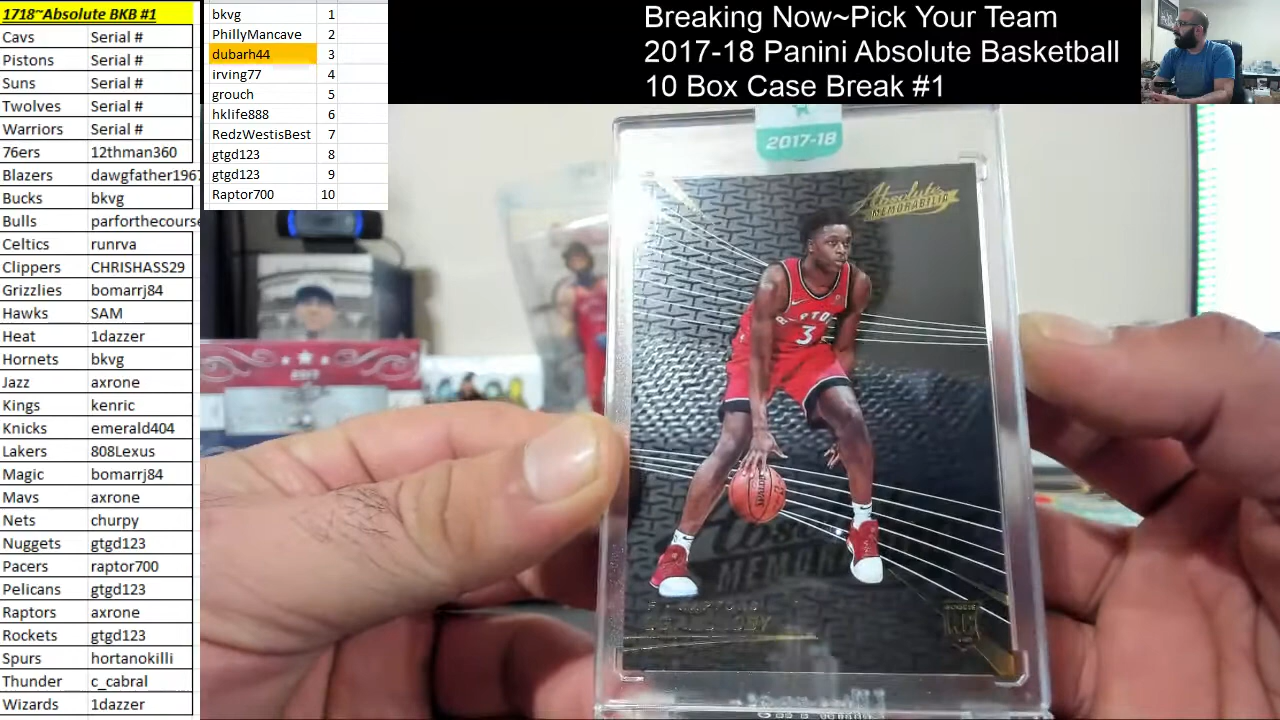 1718~Absolute BKB #1
Cavs Serial #
Pistons Serial #
Suns Serial #
Twolves Serial #
Warriors Serial #
76ers 12thman360
Blazers dawgfather1967
Bucks bkvg
Bulls parforthecourse
Celtics runrva
Clippers CHRISHASS29
Grizzlies bomarrj84
Hawks SAM
Heat 1dazzer
Hornets bkvg
Jazz axrone
Kings kenric
Knicks emerald404
Lakers 808Lexus
Magic bomarrj84
Mavs axrone
Nets churpy
Nuggets gtgd123
Pacers raptor700
Pelicans gtgd123
Raptors axrone
Rockets gtgd123
Spurs hortanokilli
Thunder c_cabral
Wizards 1dazzer
bkvg 1
PhillyMancave 2
dubarh44 3
irving77 4
grouch 5
hklife888 6
RedzWestisBest 7
gtgd123 8
gtgd123 9
Raptor700 10
Breaking Now~Pick Your Team
2017-18 Panini Absolute Basketball
10 Box Case Break #1
2017-18
Absolute
MEMORABILIA
3
SPALDING
2017